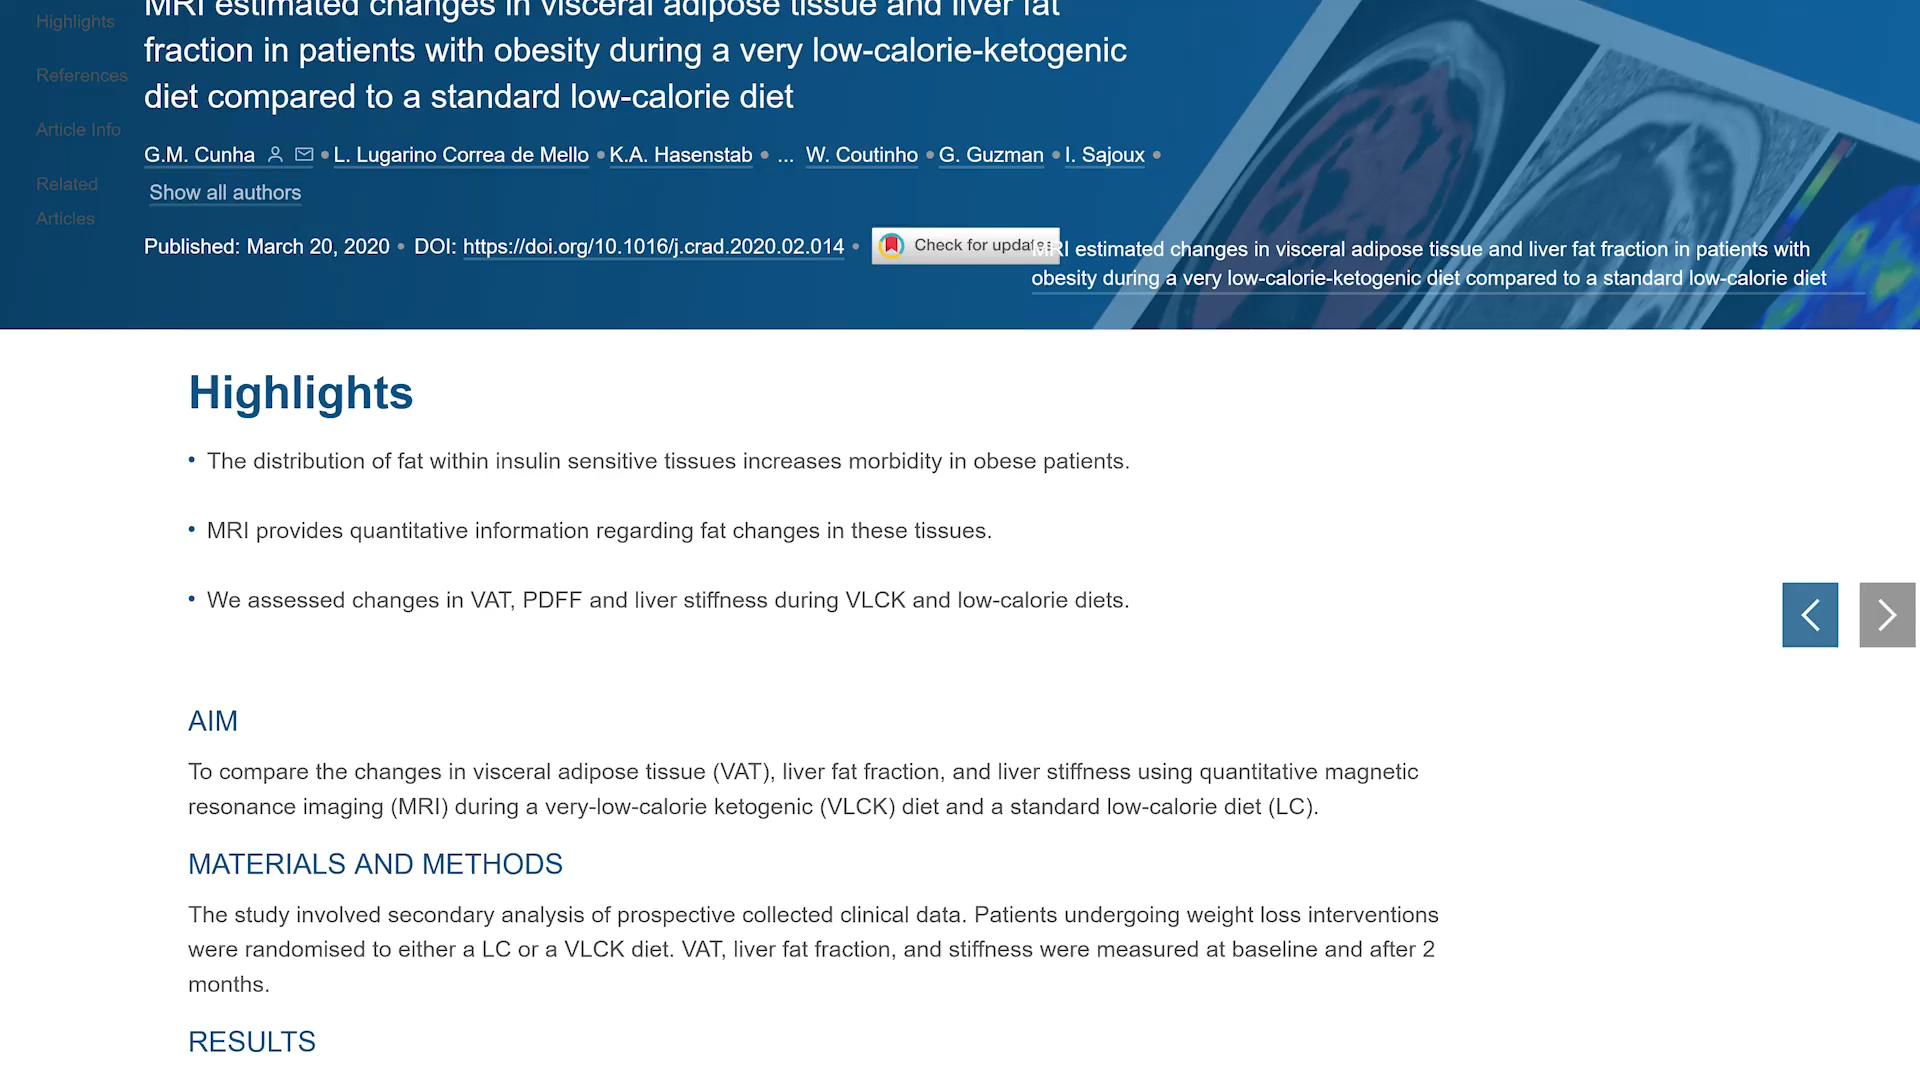 Highlights
References
Article Info
Related
Articles
MRI estimated changes in visceral adipose tissue and liver fat
fraction in patients with obesity during a very low-calorie-ketogenic
diet compared to a standard low-calorie diet
G.M. Cunha • L. Lugarino Correa de Mello • K.A. Hasenstab • ... W. Coutinho • G. Guzman • I. Sajoux •
Show all authors
Published: March 20, 2020 • DOI: https://doi.org/10.1016/j.crad.2020.02.014 •
Check for updates
MRI estimated changes in visceral adipose tissue and liver fat fraction in patients with
obesity during a very low-calorie-ketogenic diet compared to a standard low-calorie diet
Highlights
• The distribution of fat within insulin sensitive tissues increases morbidity in obese patients.
• MRI provides quantitative information regarding fat changes in these tissues.
• We assessed changes in VAT, PDFF and liver stiffness during VLCK and low-calorie diets.
AIM
To compare the changes in visceral adipose tissue (VAT), liver fat fraction, and liver stiffness using quantitative magnetic
resonance imaging (MRI) during a very-low-calorie ketogenic (VLCK) diet and a standard low-calorie diet (LC).
MATERIALS AND METHODS
The study involved secondary analysis of prospective collected clinical data. Patients undergoing weight loss interventions
were randomised to either a LC or a VLCK diet. VAT, liver fat fraction, and stiffness were measured at baseline and after 2
months.
RESULTS